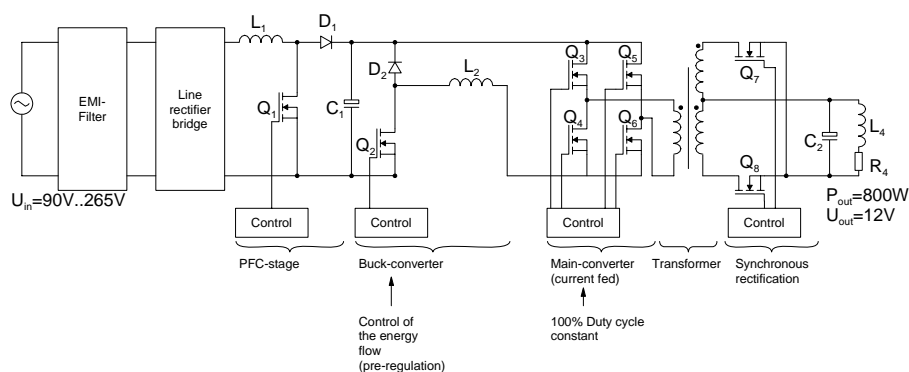 L1
D1
Q3
Q5
Q7
D2
L2
EMI-
Filter
Line
rectifier
bridge
Q1
C1
Q2
Q4
Q6
C2
L4
R4
Q8
Uin=90V..265V
Pout=800W
Uout=12V
Control
Control
Control
Control
PFC-stage
Buck-converter
Main-converter
(current fed)
Transformer
Synchronous
rectification
Control of
the energy
flow
(pre-regulation)
100% Duty cycle
constant